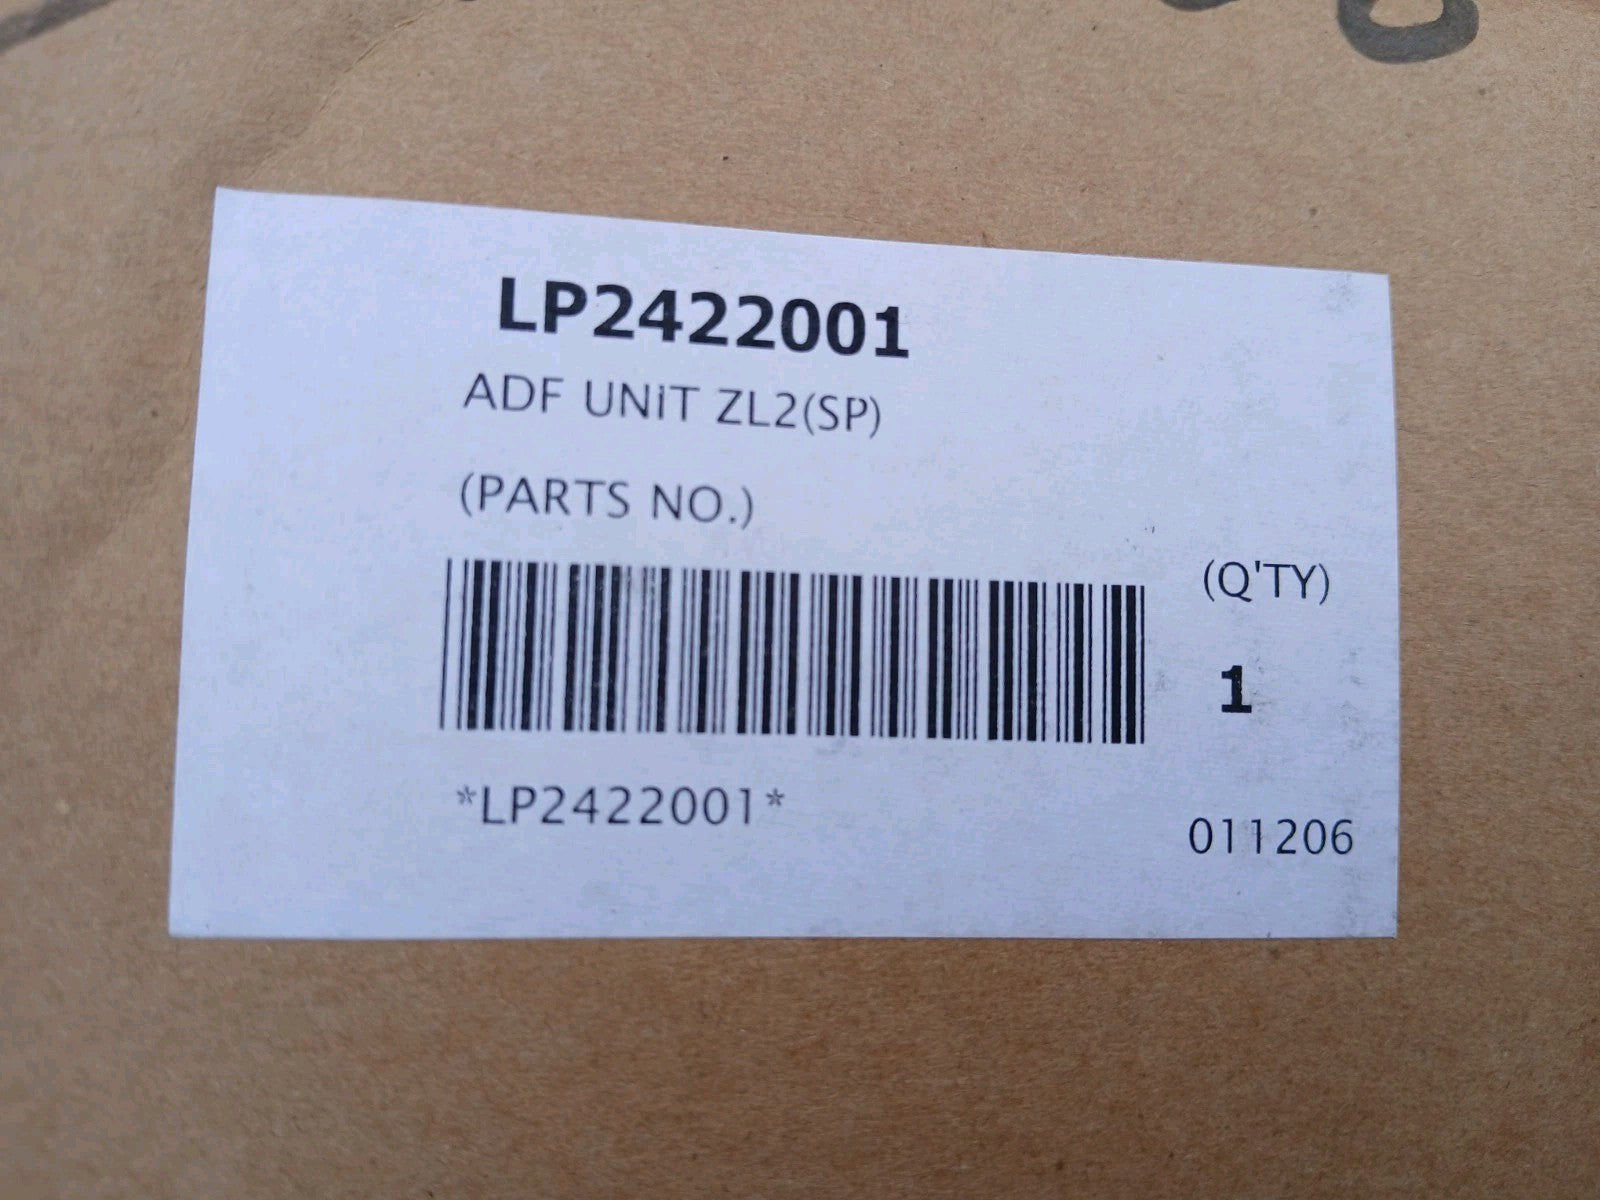 LP2422001
ADF UNiT ZL2(SP)
(PARTS NO.)
(Q'TY)
1
*LP2422001*
011206